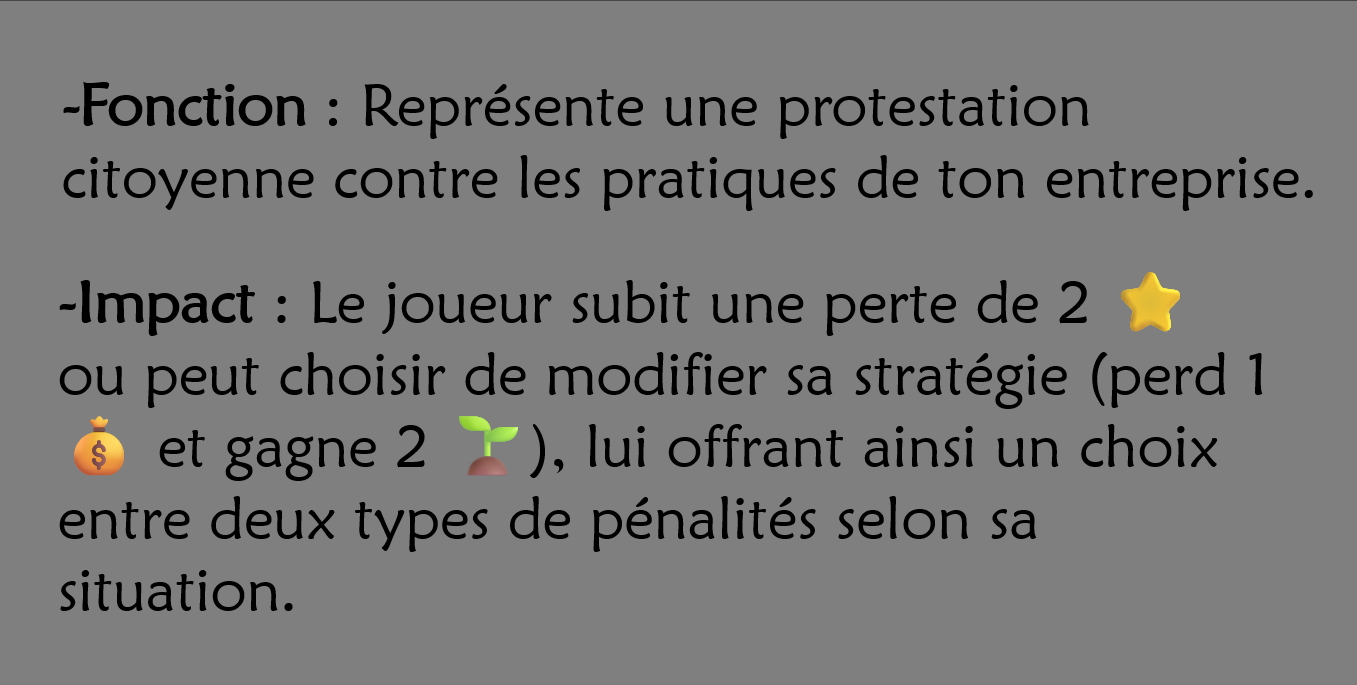 -Fonction : Représente une protestation
citoyenne contre les pratiques de ton entreprise.
-Impact : Le joueur subit une perte de 2 ⭐
ou peut choisir de modifier sa stratégie (perd 1
💰 et gagne 2 🌱), lui offrant ainsi un choix
entre deux types de pénalités selon sa
situation.